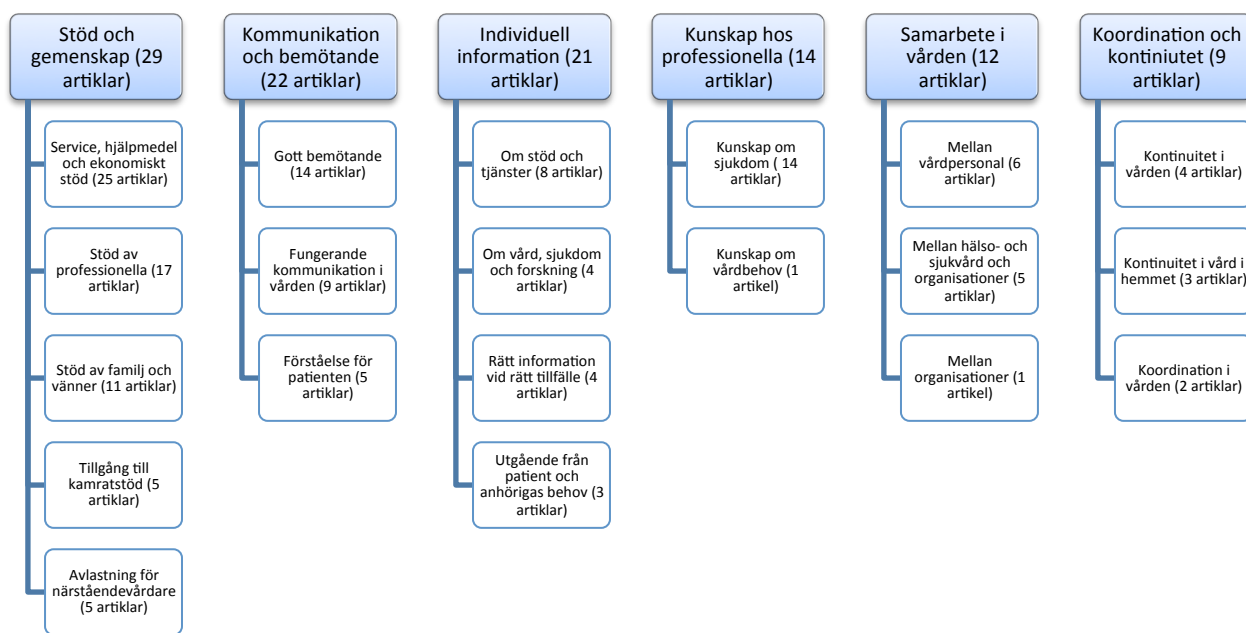 Stöd och
gemenskap (29
artiklar)
Service, hjälpmedel
och ekonomiskt
stöd (25 artiklar)
Stöd av
professionella (17
artiklar)
Stöd av familj och
vänner (11 artiklar)
Tillgång till
kamratstöd (5
artiklar)
Avlastning för
närståendevårdare
(5 artiklar)
Kommunikation
och bemötande
(22 artiklar)
Gott bemötande
(14 artiklar)
Fungerande
kommunikation i
vården (9 artiklar)
Förståelse för
patienten (5
artiklar)
Individuell
information (21
artiklar)
Om stöd och
tjänster (8 artiklar)
Om vård, sjukdom
och forskning (4
artiklar)
Rätt information
vid rätt tillfälle (4
artiklar)
Utgående från
patient och
anhörigas behov (3
artiklar)
Kunskap hos
professionella (14
artiklar)
Kunskap om
sjukdom ( 14
artiklar)
Kunskap om
vårdbehov (1
artikel)
Samarbete i
vården (12
artiklar)
Mellan
vårdpersonal (6
artiklar)
Mellan hälso- och
sjukvård och
organisationer (5
artiklar)
Mellan
organisationer (1
artikel)
Koordination och
kontiniutet (9
artiklar)
Kontinuitet i
vården (4 artiklar)
Kontinuitet i vård i
hemmet (3 artiklar)
Koordination i
vården (2 artiklar)